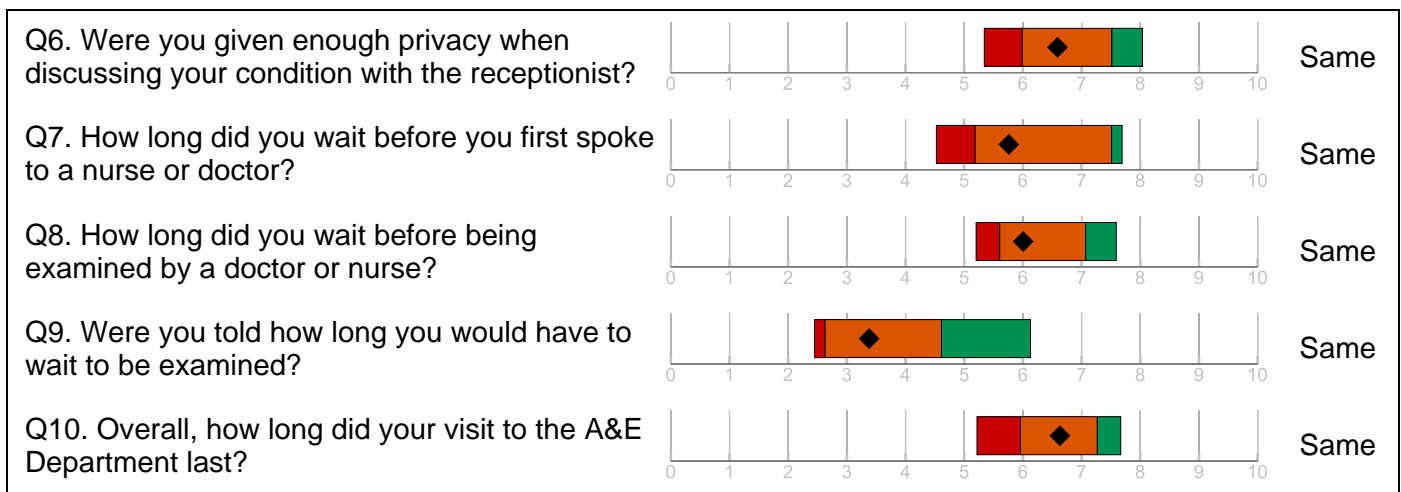 Q6. Were you given enough privacy when
discussing your condition with the receptionist?
0 1 2 3 4 5 6 7 8 9 10
Same
Q7. How long did you wait before you first spoke
to a nurse or doctor?
0 1 2 3 4 5 6 7 8 9 10
Same
Q8. How long did you wait before being
examined by a doctor or nurse?
0 1 2 3 4 5 6 7 8 9 10
Same
Q9. Were you told how long you would have to
wait to be examined?
0 1 2 3 4 5 6 7 8 9 10
Same
Q10. Overall, how long did your visit to the A&E
Department last?
0 1 2 3 4 5 6 7 8 9 10
Same